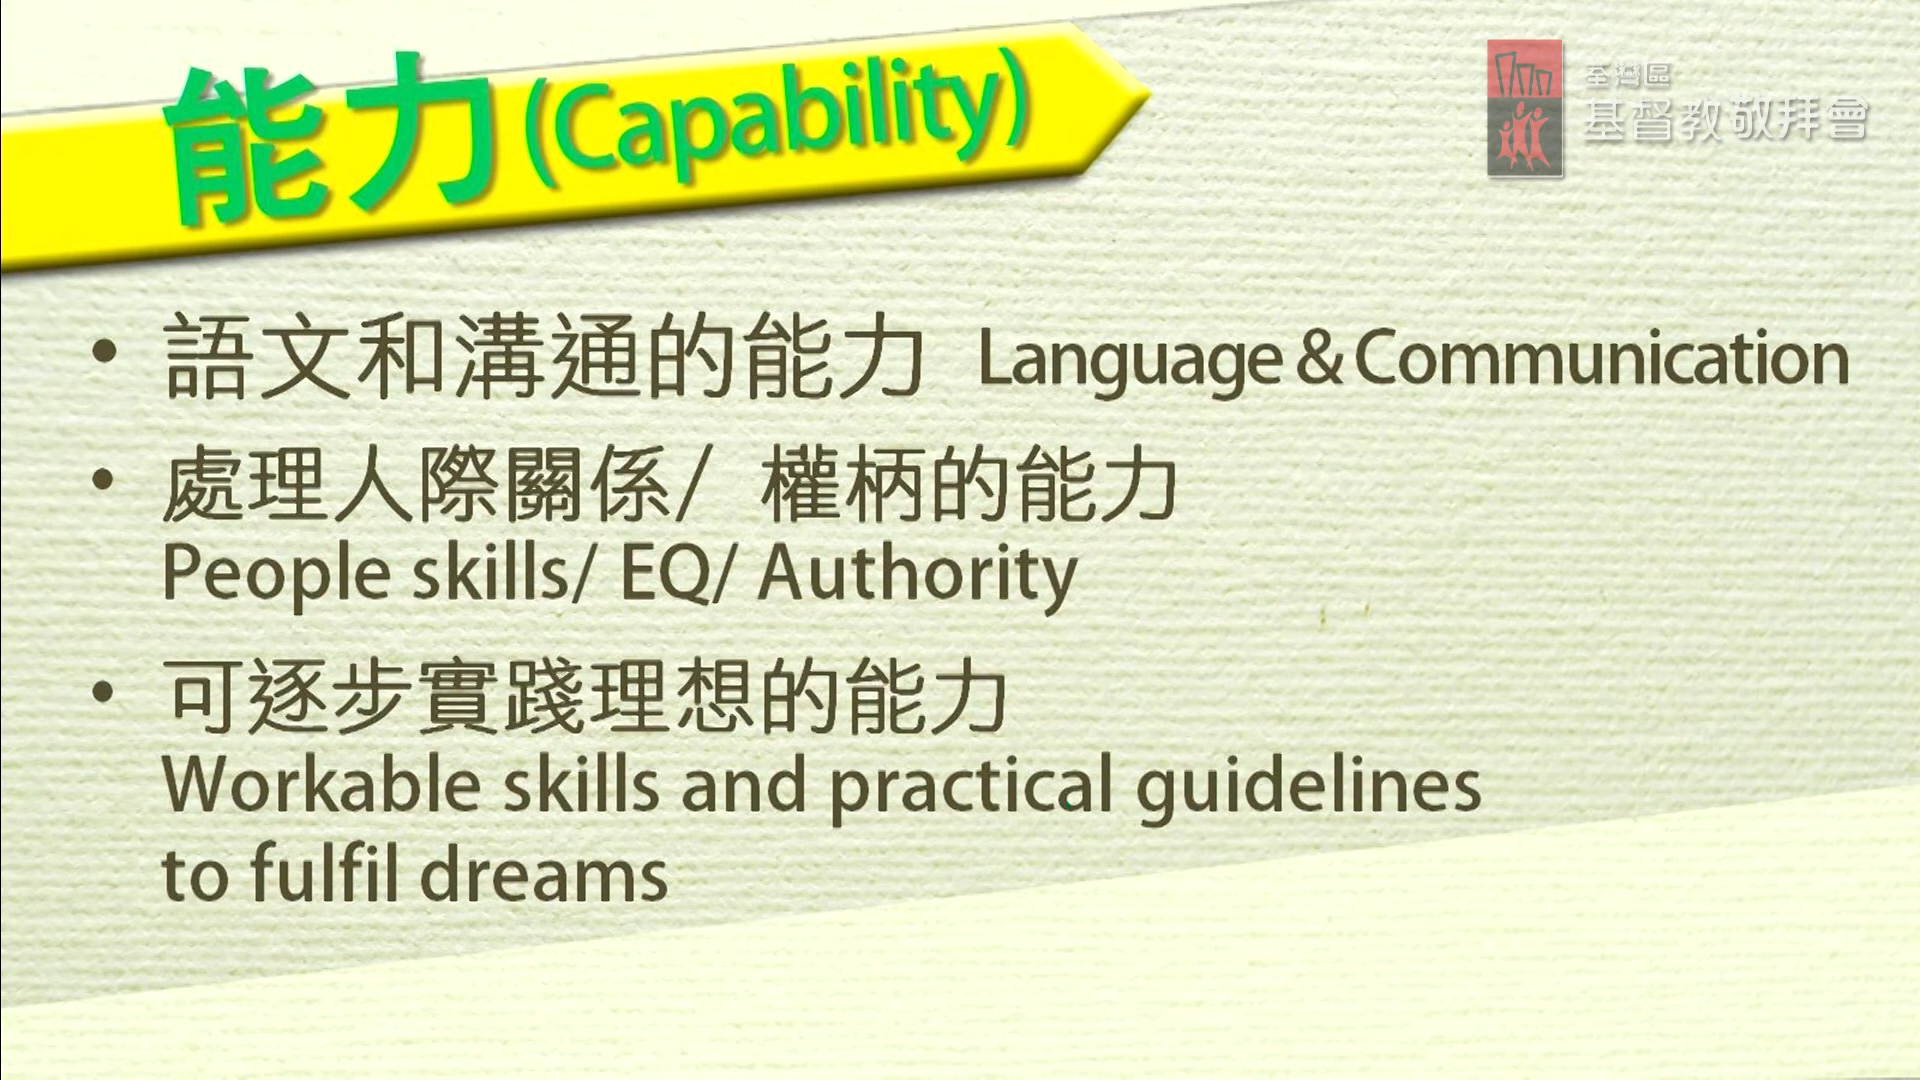 能力 (Capability)
荃灣區
基督教敬拜會
• 語文和溝通的能力 Language & Communication
• 處理人際關係/ 權柄的能力
People skills/ EQ/ Authority
• 可逐步實踐理想的能力
Workable skills and practical guidelines
to fulfil dreams